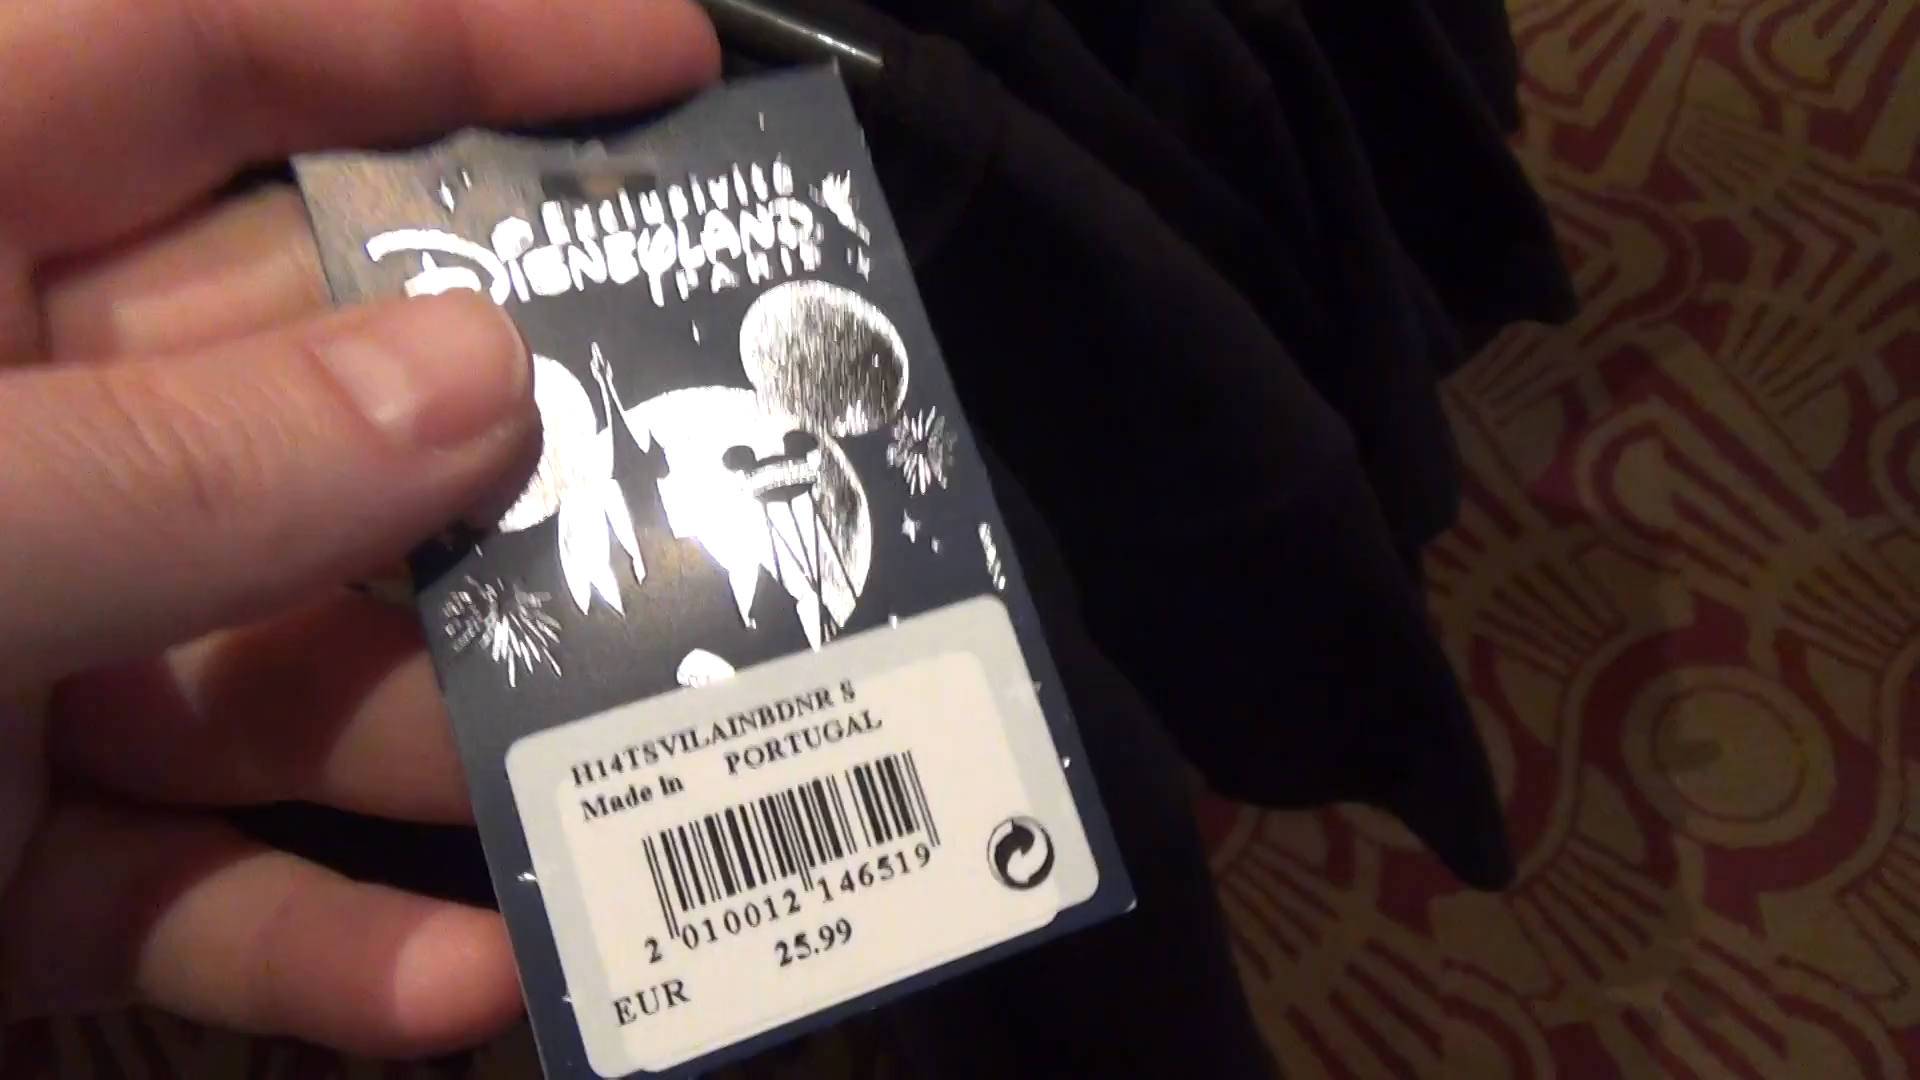 Exclusivité
DISNEYLAND
PARIS
H14TSVILAINBDNR S
Made In PORTUGAL
2 010012 146519
25.99
EUR